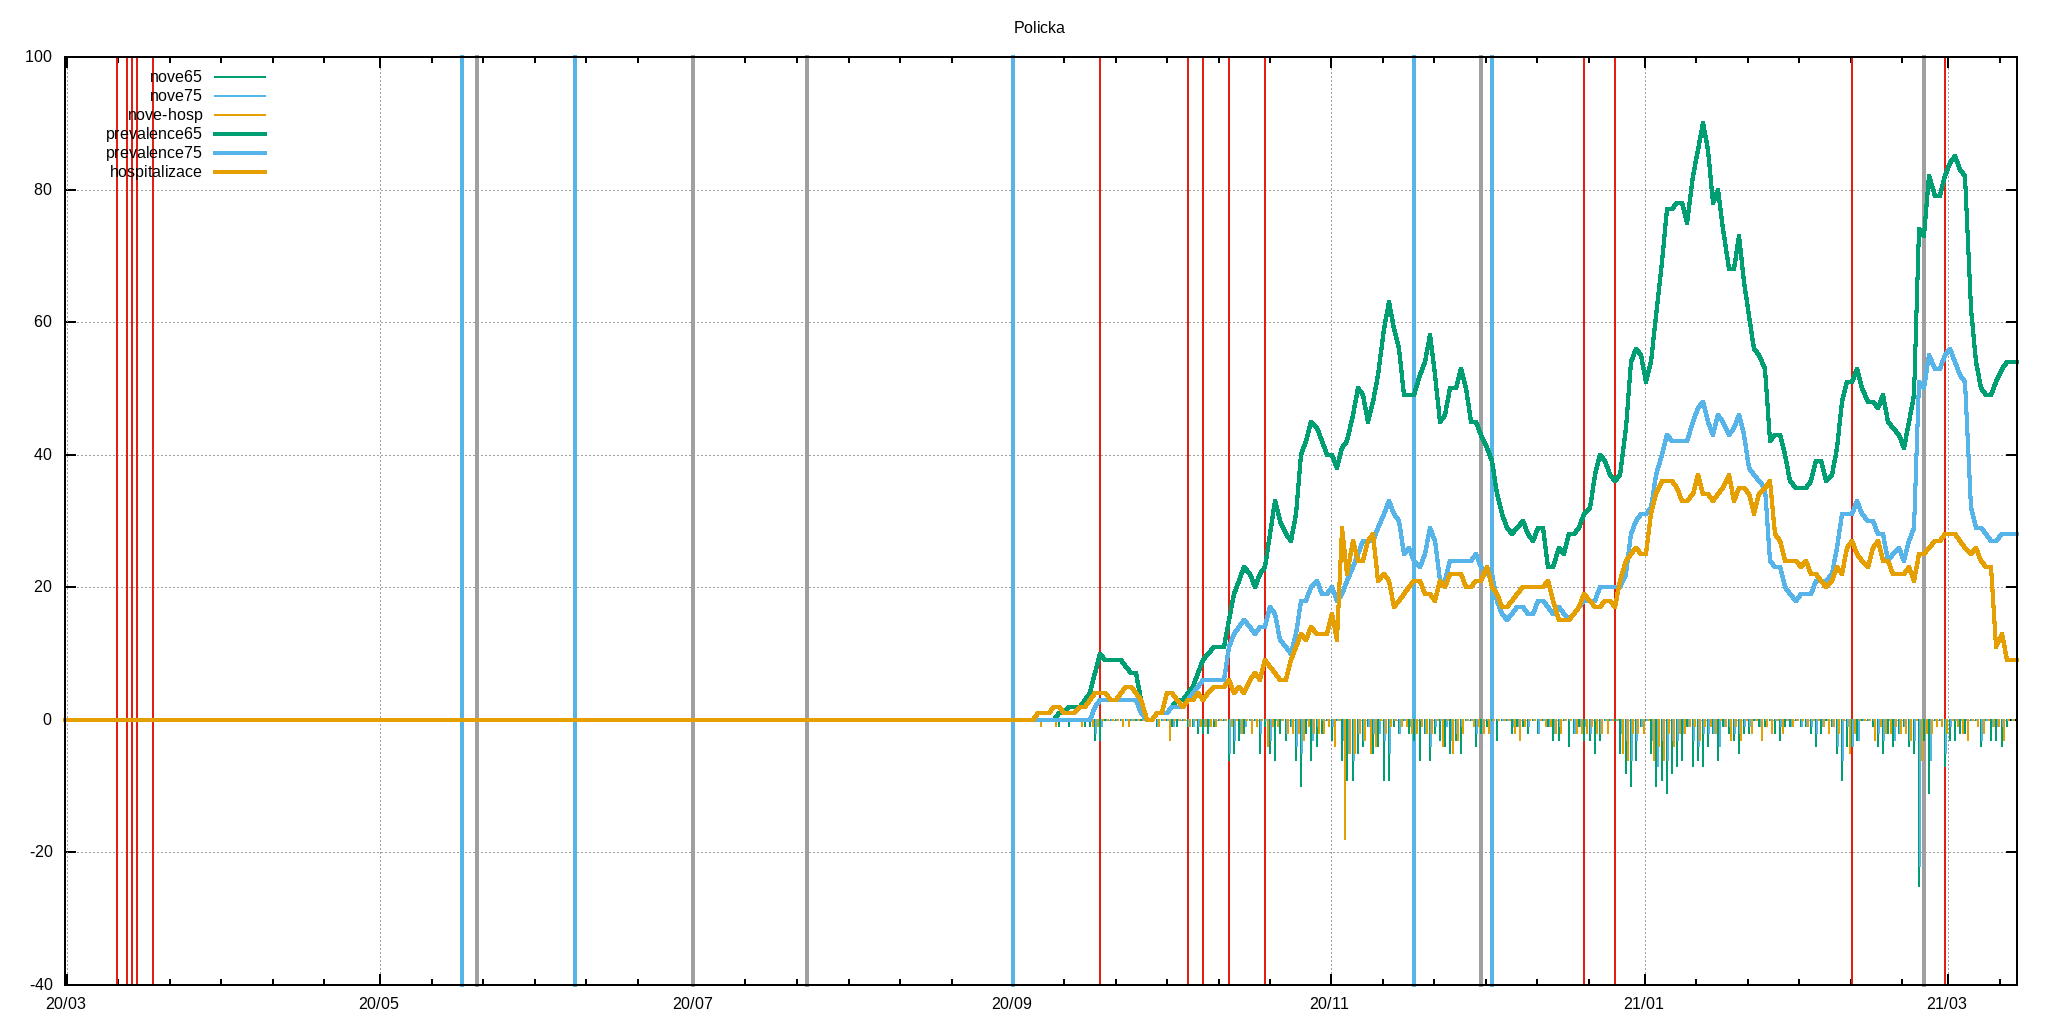 Policka
100
nove65
nove75
nove-hosp
prevalence65
prevalence75
hospitalizace
80
60
40
20
0
-20
-40
20/03 20/05 20/07 20/09 20/11 21/01 21/03